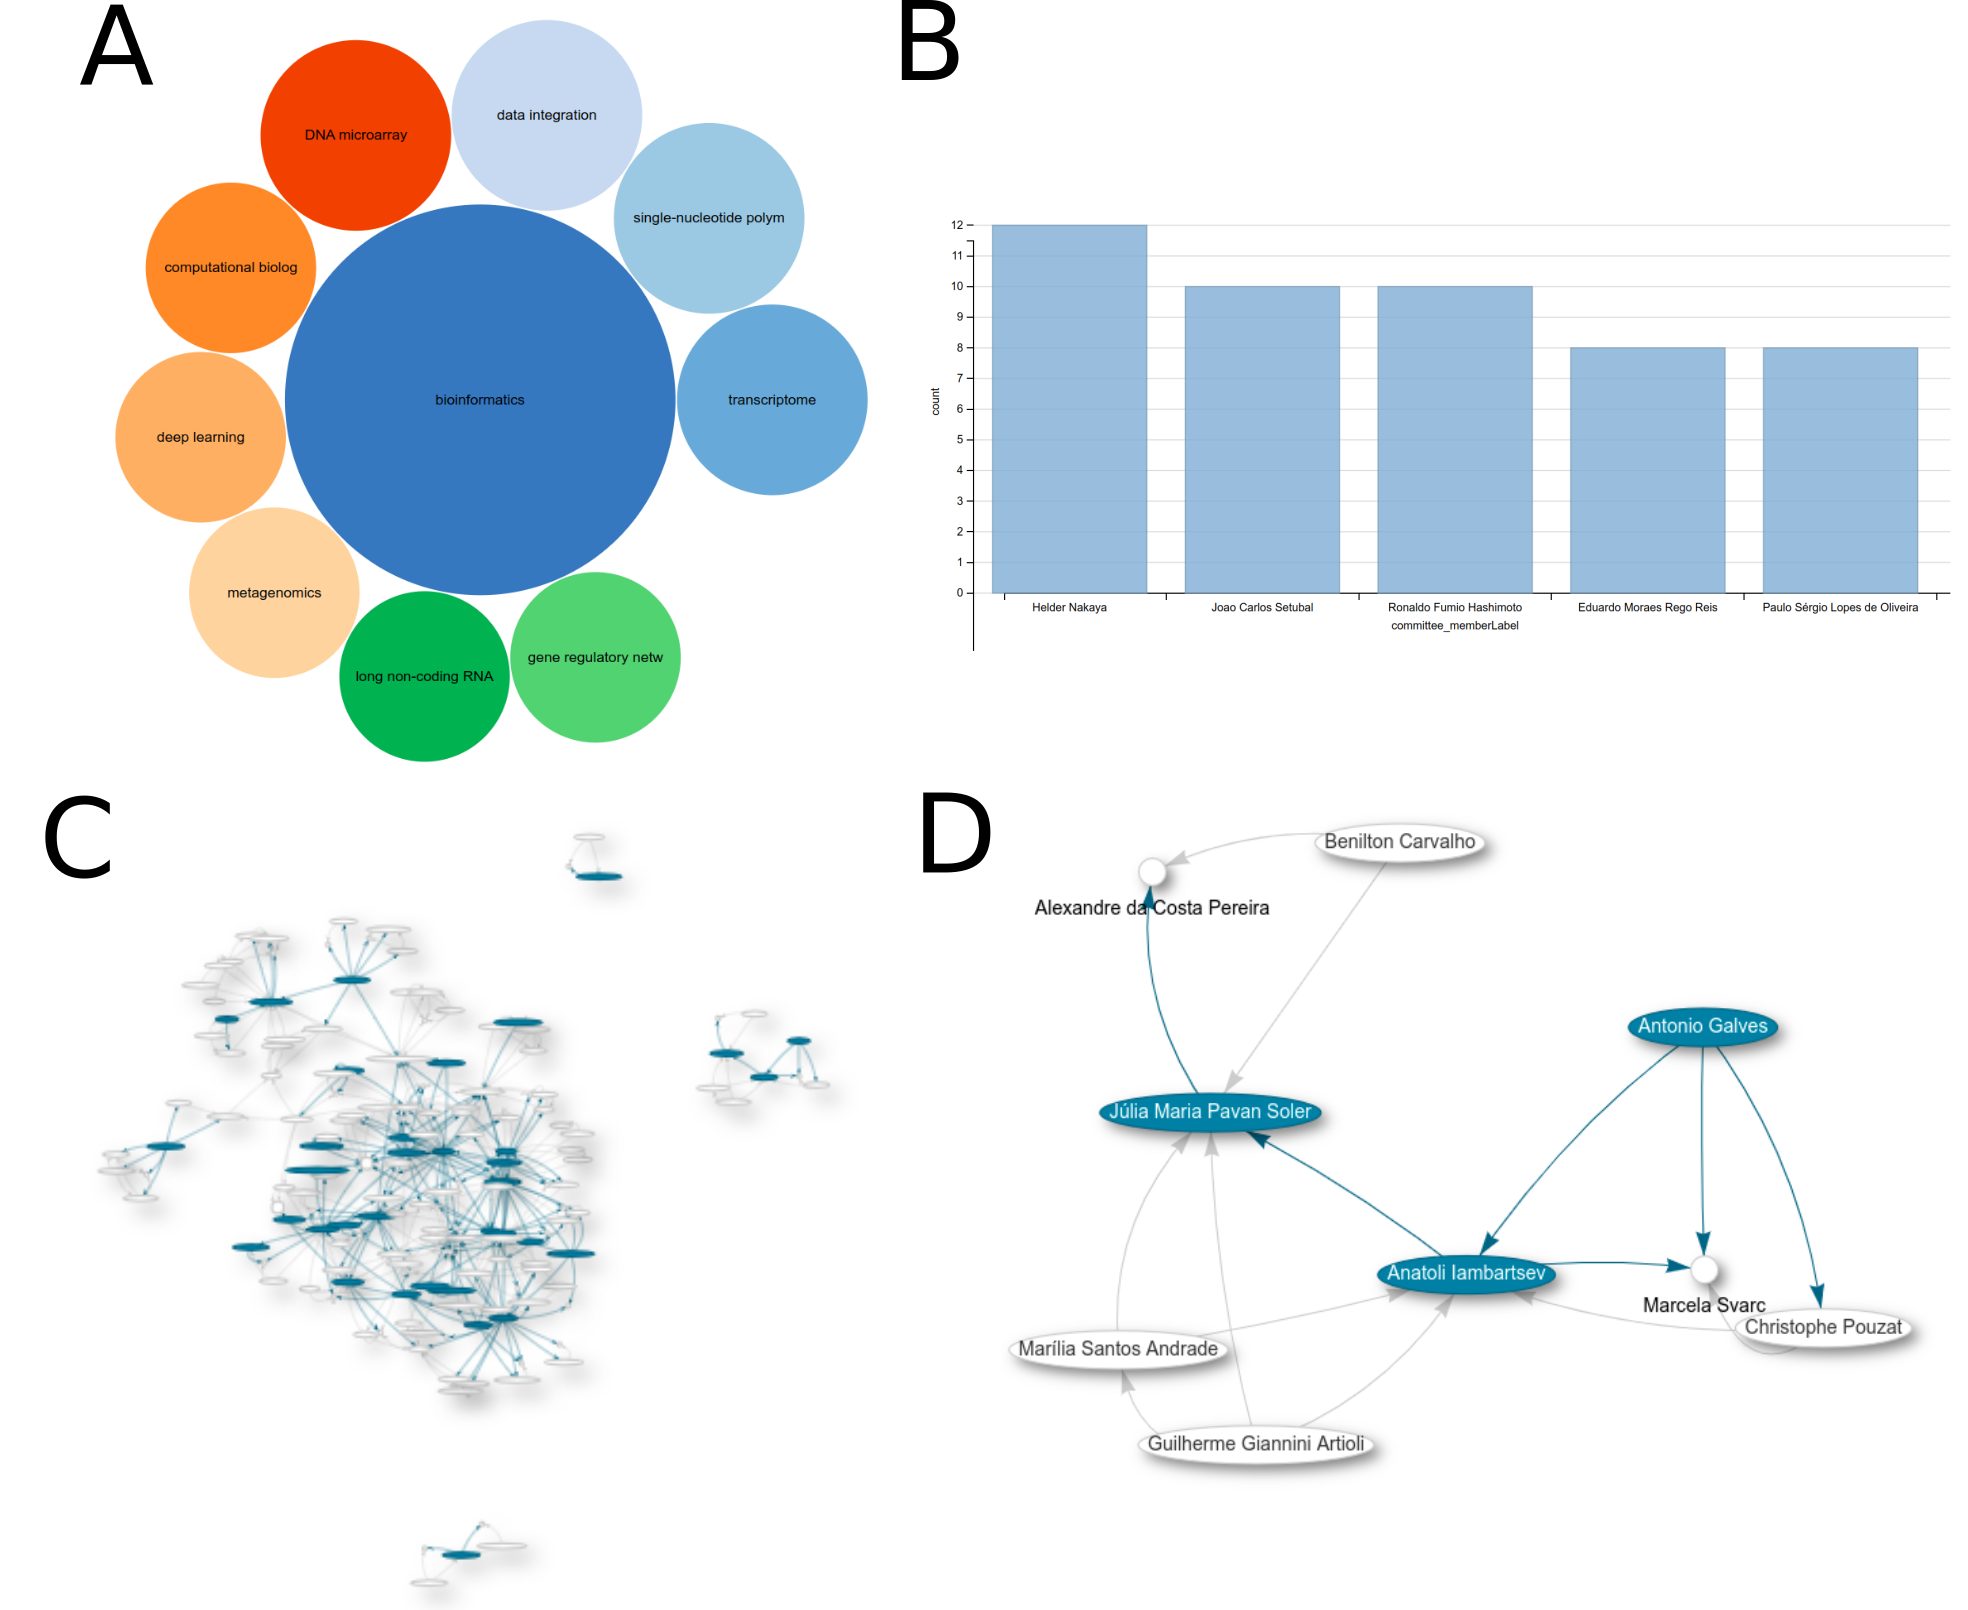 A
DNA microarray
data integration
single-nucleotide polym
computational biolog
bioinformatics
transcriptome
deep learning
metagenomics
long non-coding RNA
gene regulatory netw
B
12
11
10
9
8
7
6
5
4
3
2
1
0
count
Helder Nakaya
Joao Carlos Setubal
Ronaldo Fumio Hashimoto
Eduardo Moraes Rego Reis
Paulo Sérgio Lopes de Oliveira
committee_memberLabel
C
D
Benilton Carvalho
Alexandre da Costa Pereira
Antonio Galves
Júlia Maria Pavan Soler
Anatoli Iambartsev
Marcela Svarc
Christophe Pouzat
Marília Santos Andrade
Guilherme Giannini Artioli